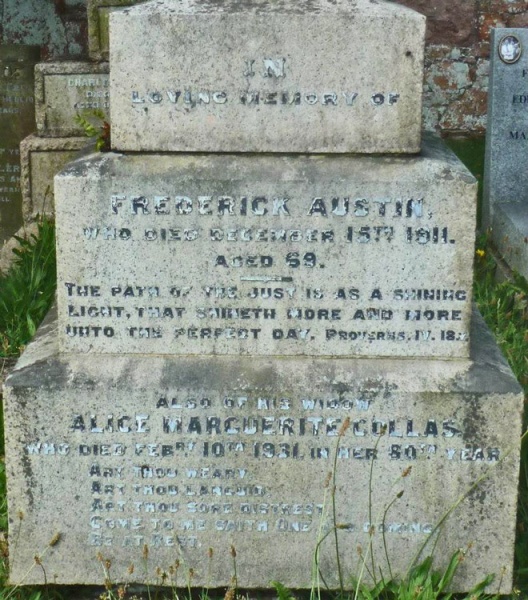 IN
LOVING MEMORY OF
FREDERICK AUSTIN,
WHO DIED DECEMBER 15TH 1911.
AGED 69.
THE PATH OF THE JUST IS AS A SHINING
LIGHT, THAT SHINETH MORE AND MORE
UNTO THE PERFECT DAY. PROVERBS. IV. 18.
ALSO OF HIS WIDOW
ALICE MARGUERITE COLLAS
WHO DIED FEBRY 10TH 1931. IN HER 80TH YEAR
ART THOU WEARY
ART THOU LANGUID
ART THOU SORE DISTREST
COME TO ME SAITH ONE AND COMING
BE AT REST.